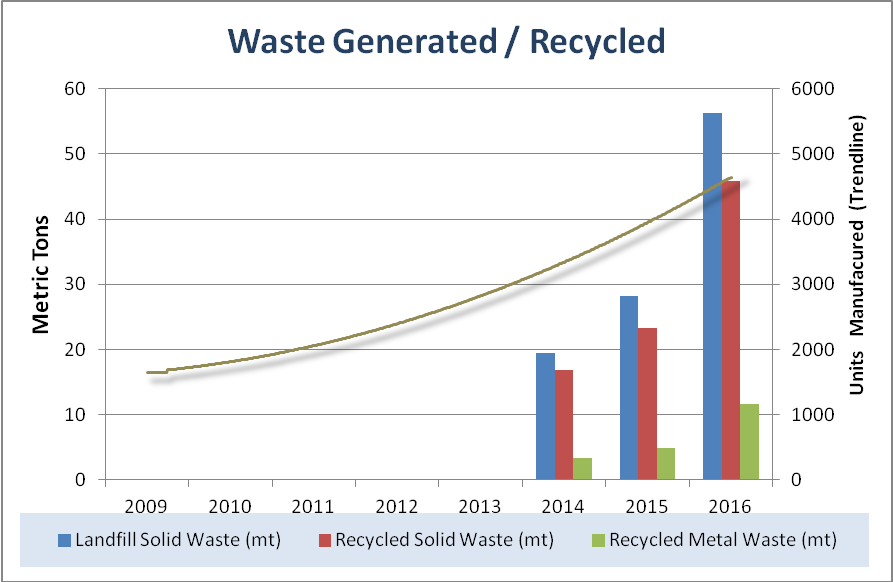 Waste Generated / Recycled
Metric Tons
60
50
40
30
20
10
0
6000
5000
4000
3000
2000
1000
0
Units Manufacured (Trendline)
2009 2010 2011 2012 2013 2014 2015 2016
Landfill Solid Waste (mt) Recycled Solid Waste (mt) Recycled Metal Waste (mt)